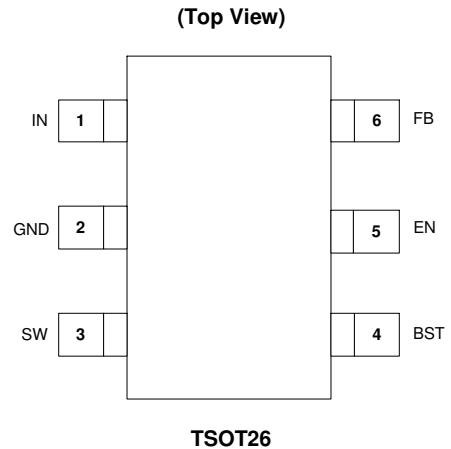 (Top View)
IN 1 6 FB
GND 2 5 EN
SW 3 4 BST
TSOT26